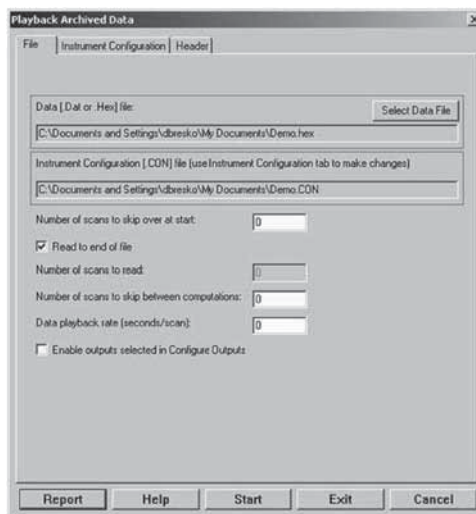 Playback Archived Data
File Instrument Configuration Header
Data [.Dat or .Hex] file:
Select Data File
C:\Documents and Settings\dbresko\My Documents\Demo.hex
Instrument Configuration [.CON] file (use Instrument Configuration tab to make changes)
C:\Documents and Settings\dbresko\My Documents\Demo.CON
Number of scans to skip over at start: 0
Read to end of file
Number of scans to read: 0
Number of scans to skip between computations: 0
Data playback rate (seconds/scan): 0
Enable outputs selected in Configure Outputs
Report Help Start Exit Cancel